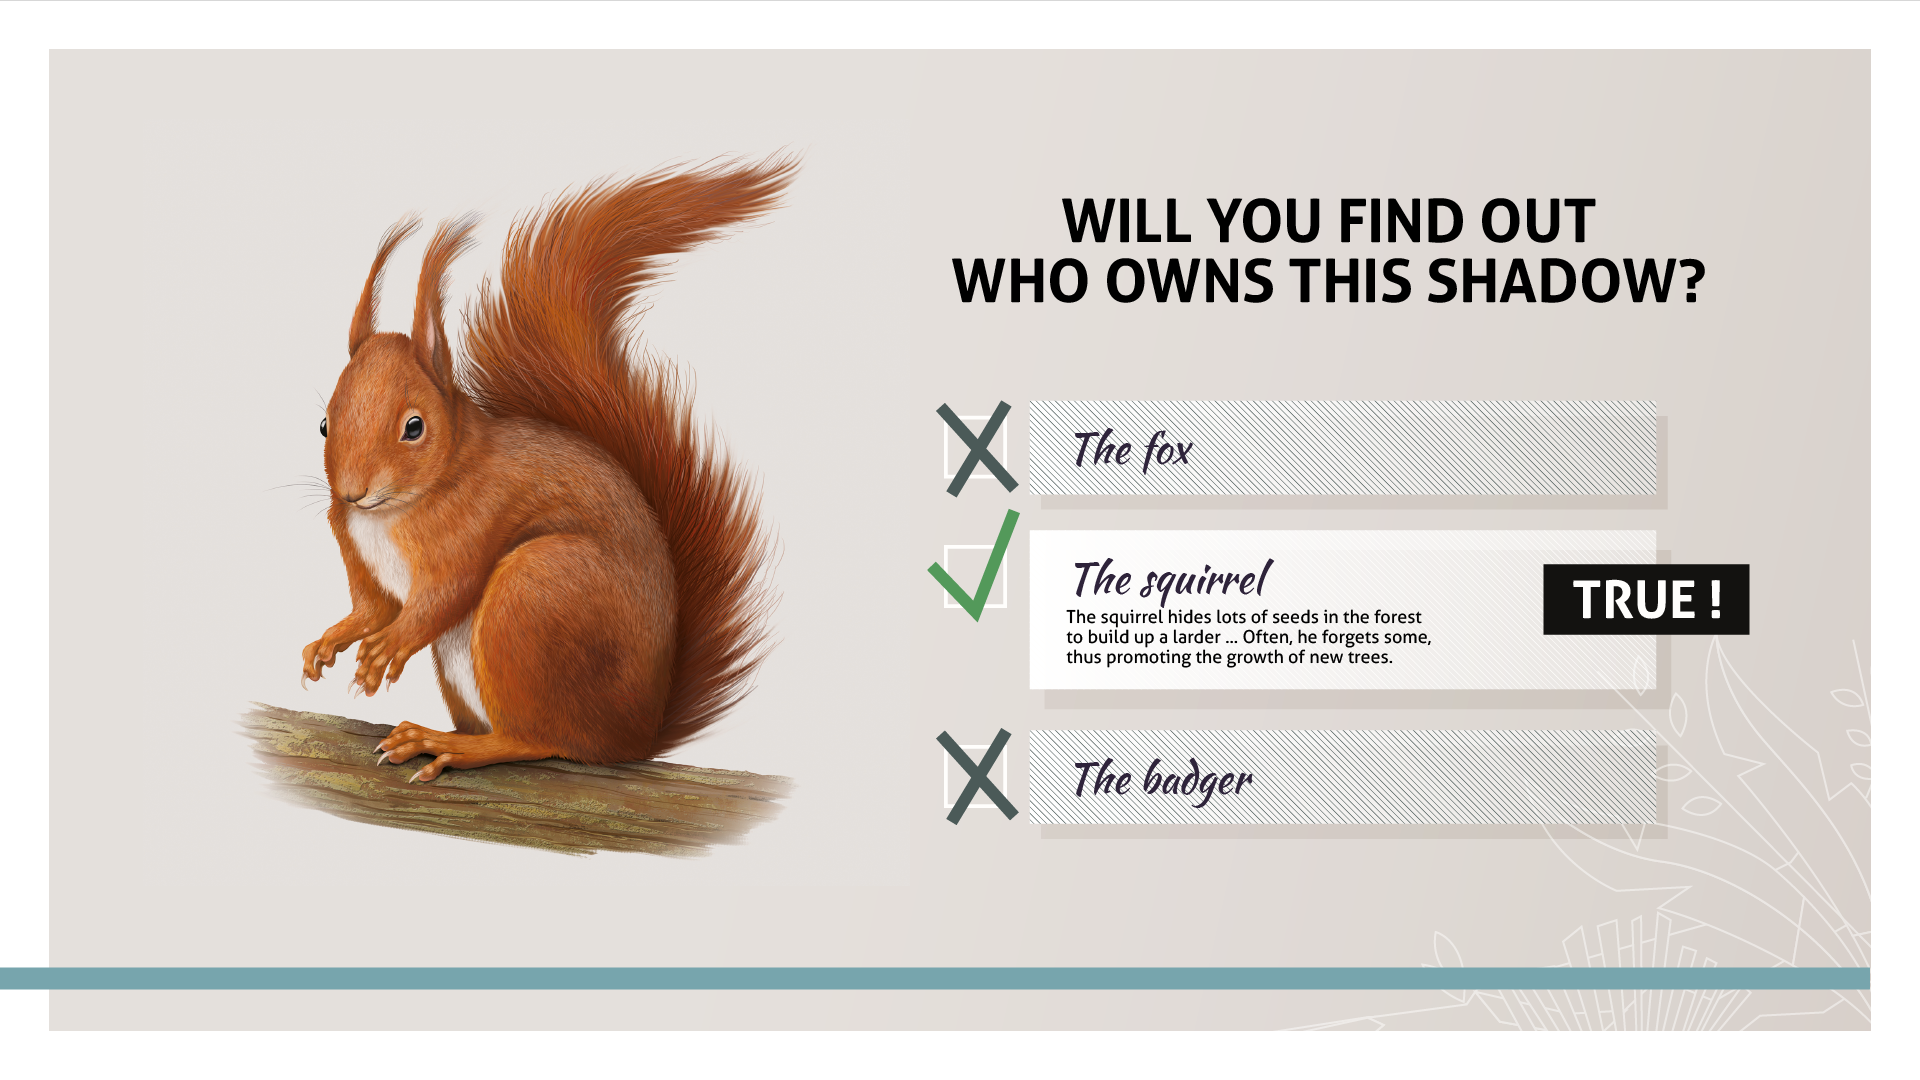 WILL YOU FIND OUT
WHO OWNS THIS SHADOW?
The fox
The squirrel
The squirrel hides lots of seeds in the forest
to build up a larder ... Often, he forgets some,
thus promoting the growth of new trees.
TRUE !
The badger